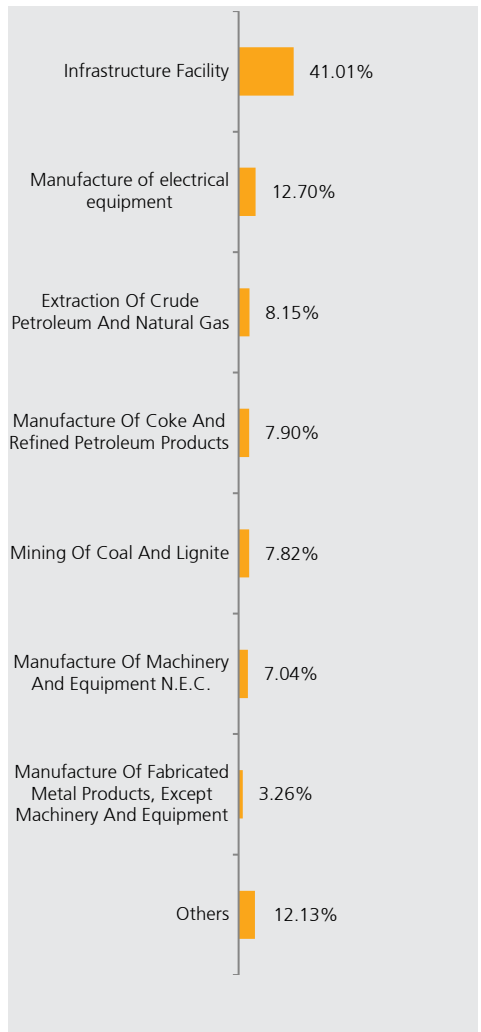 Infrastructure Facility
41.01%
Manufacture of electrical
equipment
12.70%
Extraction Of Crude
Petroleum And Natural Gas
8.15%
Manufacture Of Coke And
Refined Petroleum Products
7.90%
Mining Of Coal And Lignite
7.82%
Manufacture Of Machinery
And Equipment N.E.C.
7.04%
Manufacture Of Fabricated
Metal Products, Except
Machinery And Equipment
3.26%
Others
12.13%